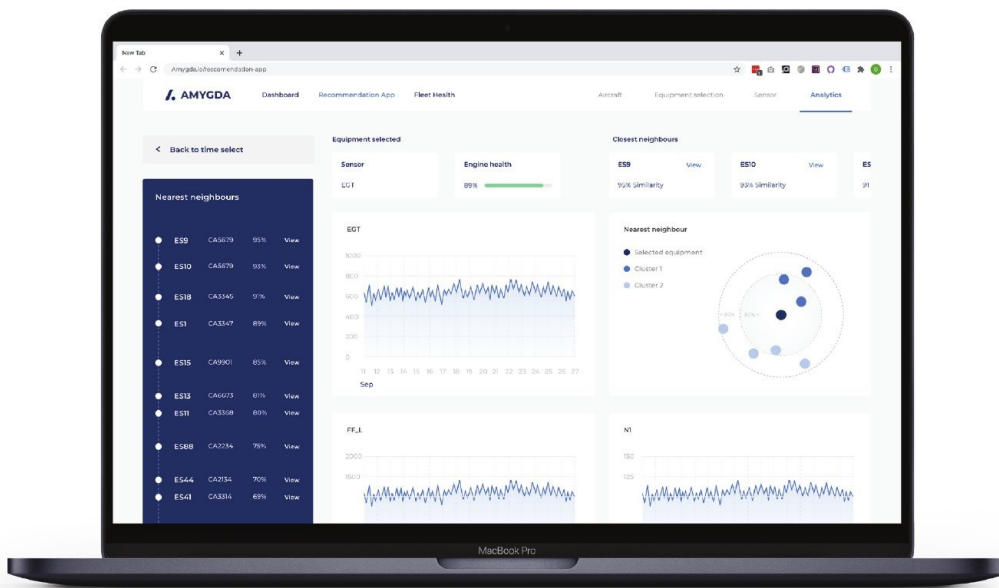 New Tab
Amygda.io/reccomendation-app
AMYGDA
Dashboard
Recommendation App
Fleet Health
Aircraft
Equipment selection
Sensor
Analytics
< Back to time select
Nearest neighbours
ES9 CA5679 95% View
ES10 CA5679 93% View
ES18 CA3345 91% View
ES1 CA3347 89% View
ES15 CA9901 85% View
ES13 CA6673 81% View
ES11 CA3368 80% View
ES88 CA2234 75% View
ES44 CA2134 70% View
ES41 CA3314 69% View
Equipment selected
Sensor
EGT
Engine health
89%
Closest neighbours
ES9 View
95% Similarity
ES10 View
93% Similarity
ES
91
EGT
1000
800
600
400
200
0
11 12 13 14 15 16 17 18 19 20 21 22 23 24 25 26 27
Sep
Nearest neighbour
Selected equipment
Cluster 1
Cluster 2
FF_L
2000
1500
N1
150
125
MacBook Pro